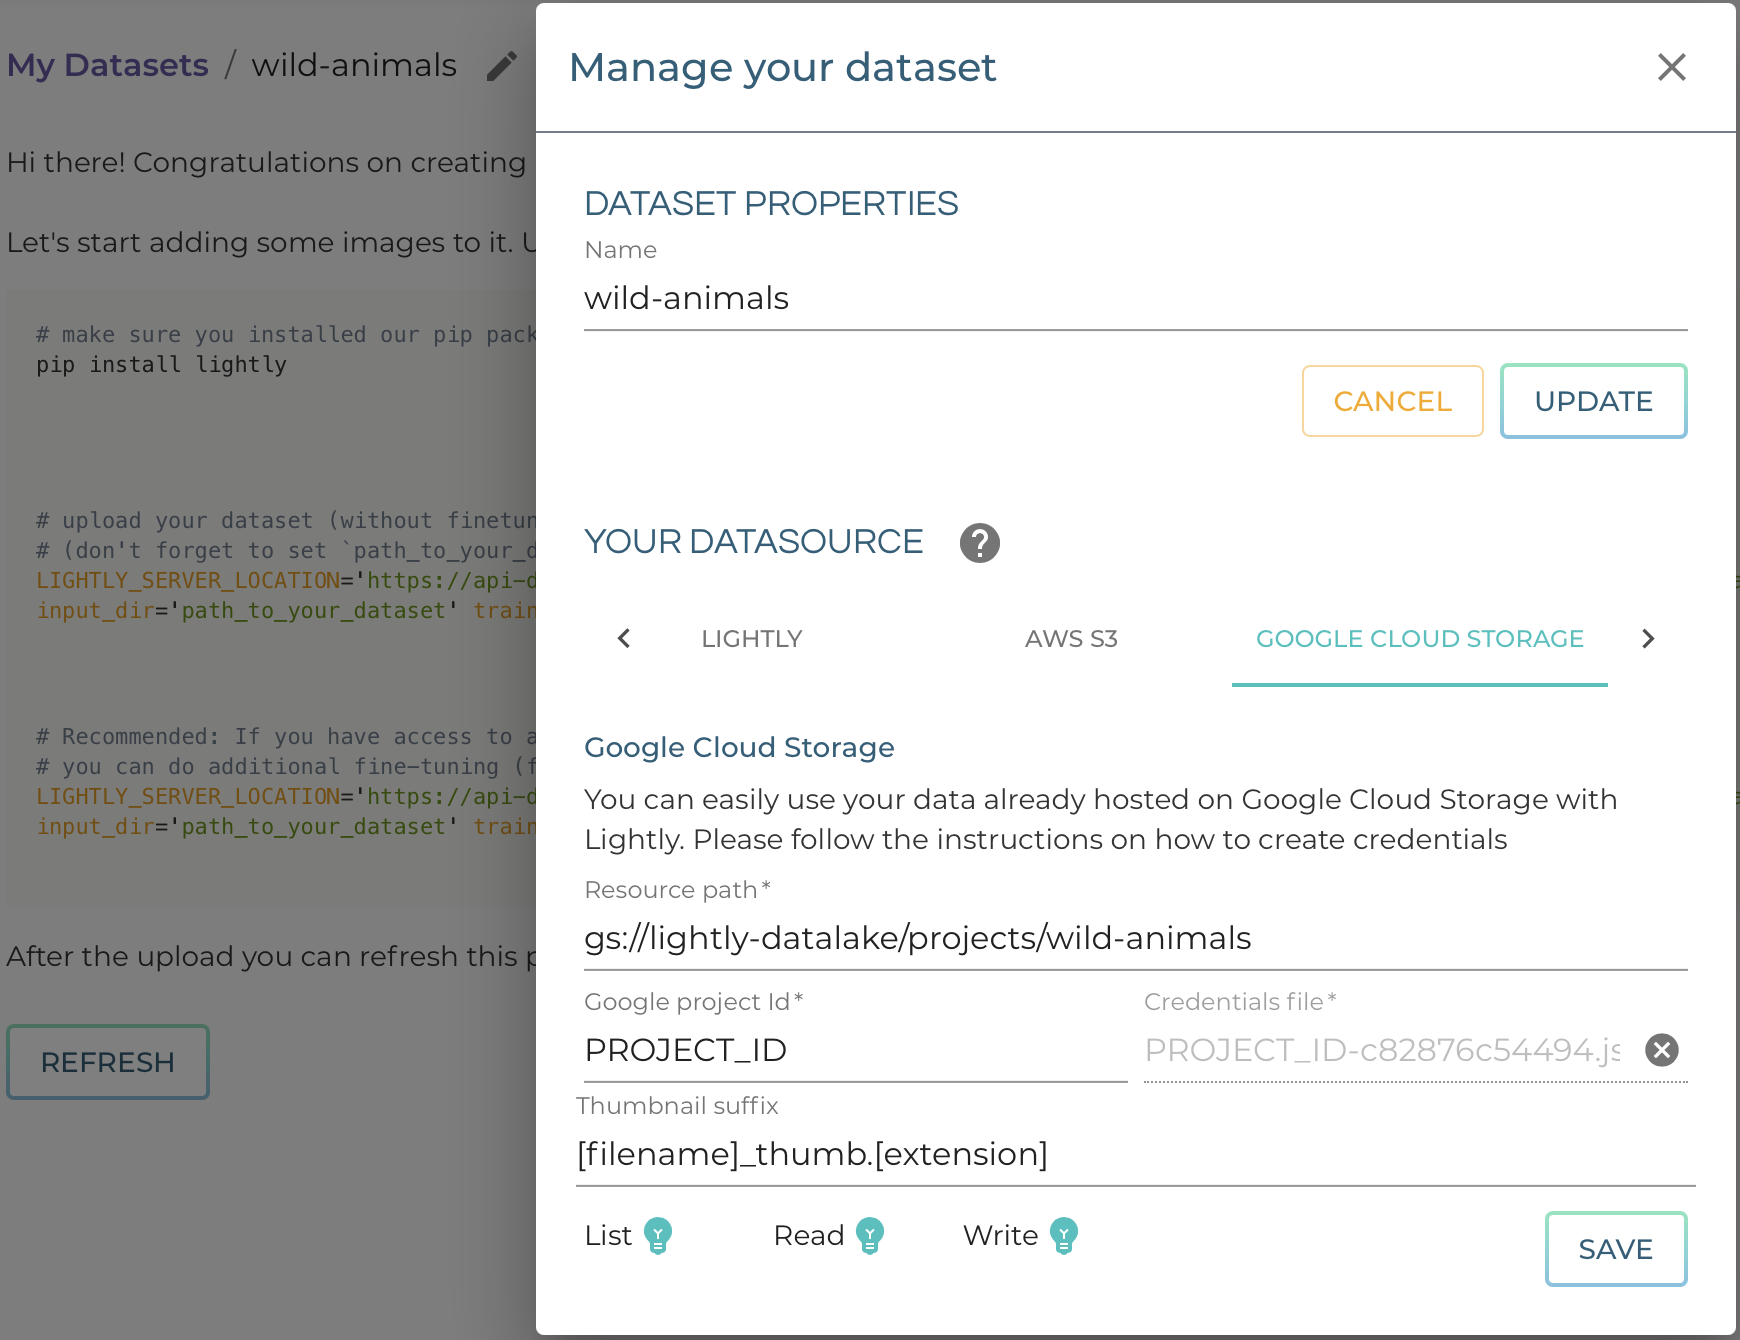 My Datasets / wild-animals
Hi there! Congratulations on creating
Let's start adding some images to it. U
# make sure you installed our pip pack
pip install lightly
# upload your dataset (without finetun
# (don't forget to set `path_to_your_d
LIGHTLY_SERVER_LOCATION='https://api-d
input_dir='path_to_your_dataset' train
# Recommended: If you have access to a
# you can do additional fine-tuning (f
LIGHTLY_SERVER_LOCATION='https://api-d
input_dir='path_to_your_dataset' train
After the upload you can refresh this p
REFRESH
Manage your dataset
DATASET PROPERTIES
Name
wild-animals
CANCEL
UPDATE
YOUR DATASOURCE ?
LIGHTLY
AWS S3
GOOGLE CLOUD STORAGE
Google Cloud Storage
You can easily use your data already hosted on Google Cloud Storage with
Lightly. Please follow the instructions on how to create credentials
Resource path*
gs://lightly-datalake/projects/wild-animals
Google project Id*
PROJECT_ID
Credentials file*
PROJECT_ID-c82876c54494.js
Thumbnail suffix
[filename]_thumb.[extension]
List
Read
Write
SAVE